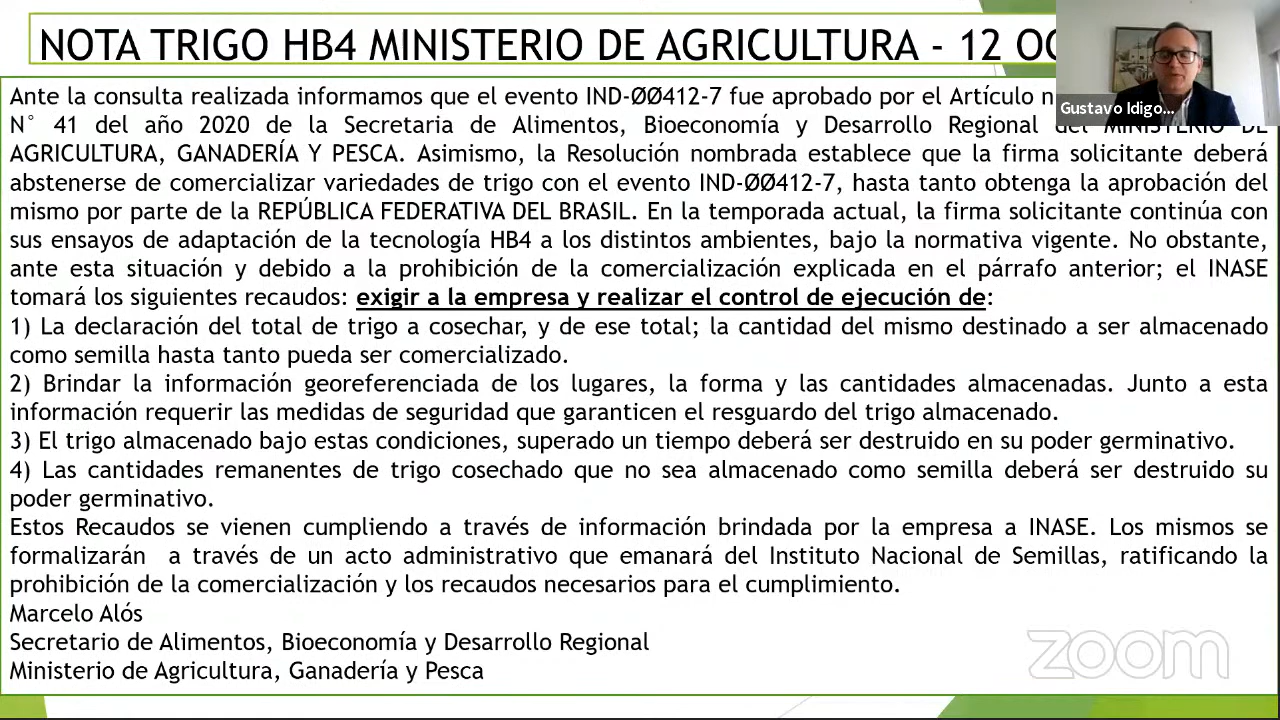 NOTA TRIGO HB4 MINISTERIO DE AGRICULTURA - 12
Gustavo Idigo...
Ante la consulta realizada informamos que el evento IND-ØØ412-7 fue aprobado por el Artículo
N° 41 del año 2020 de la Secretaria de Alimentos, Bioeconomía y Desarrollo Regional del MINISTERIO DE
AGRICULTURA, GANADERÍA Y PESCA. Asimismo, la Resolución nombrada establece que la firma solicitante deberá
abstenerse de comercializar variedades de trigo con el evento IND-ØØ412-7, hasta tanto obtenga la aprobación del
mismo por parte de la REPÚBLICA FEDERATIVA DEL BRASIL. En la temporada actual, la firma solicitante continúa con
sus ensayos de adaptación de la tecnología HB4 a los distintos ambientes, bajo la normativa vigente. No obstante,
ante esta situación y debido a la prohibición de la comercialización explicada en el párrafo anterior; el INASE
tomará los siguientes recaudos: exigir a la empresa y realizar el control de ejecución de:
1) La declaración del total de trigo a cosechar, y de ese total; la cantidad del mismo destinado a ser almacenado
como semilla hasta tanto pueda ser comercializado.
2) Brindar la información georeferenciada de los lugares, la forma y las cantidades almacenadas. Junto a esta
información requerir las medidas de seguridad que garanticen el resguardo del trigo almacenado.
3) El trigo almacenado bajo estas condiciones, superado un tiempo deberá ser destruido en su poder germinativo.
4) Las cantidades remanentes de trigo cosechado que no sea almacenado como semilla deberá ser destruido su
poder germinativo.
Estos Recaudos se vienen cumpliendo a través de información brindada por la empresa a INASE. Los mismos se
formalizarán a través de un acto administrativo que emanará del Instituto Nacional de Semillas, ratificando la
prohibición de la comercialización y los recaudos necesarios para el cumplimiento.
Marcelo Alós
Secretario de Alimentos, Bioeconomía y Desarrollo Regional
Ministerio de Agricultura, Ganadería y Pesca
zoom